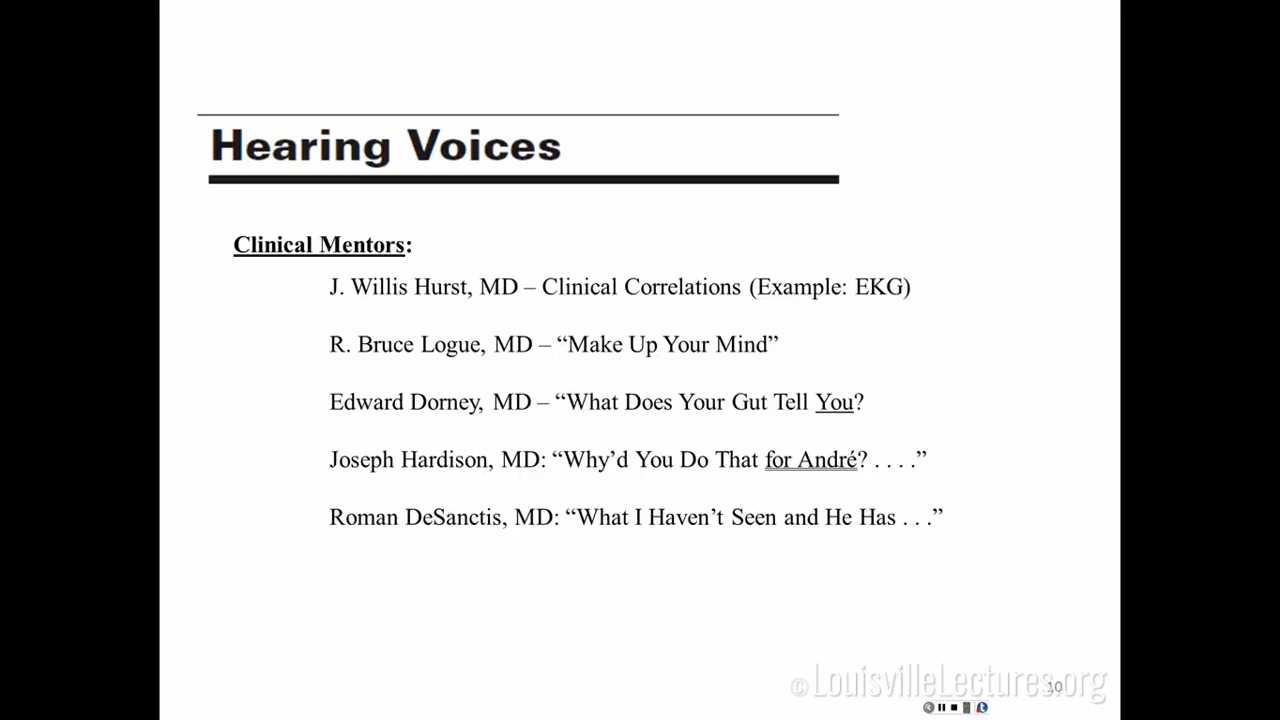 Hearing Voices
Clinical Mentors:
J. Willis Hurst, MD – Clinical Correlations (Example: EKG)
R. Bruce Logue, MD – “Make Up Your Mind”
Edward Dorney, MD – “What Does Your Gut Tell You?
Joseph Hardison, MD: “Why’d You Do That for André? . . . .”
Roman DeSanctis, MD: “What I Haven’t Seen and He Has . . .”
© LouisvilleLectures.org
10